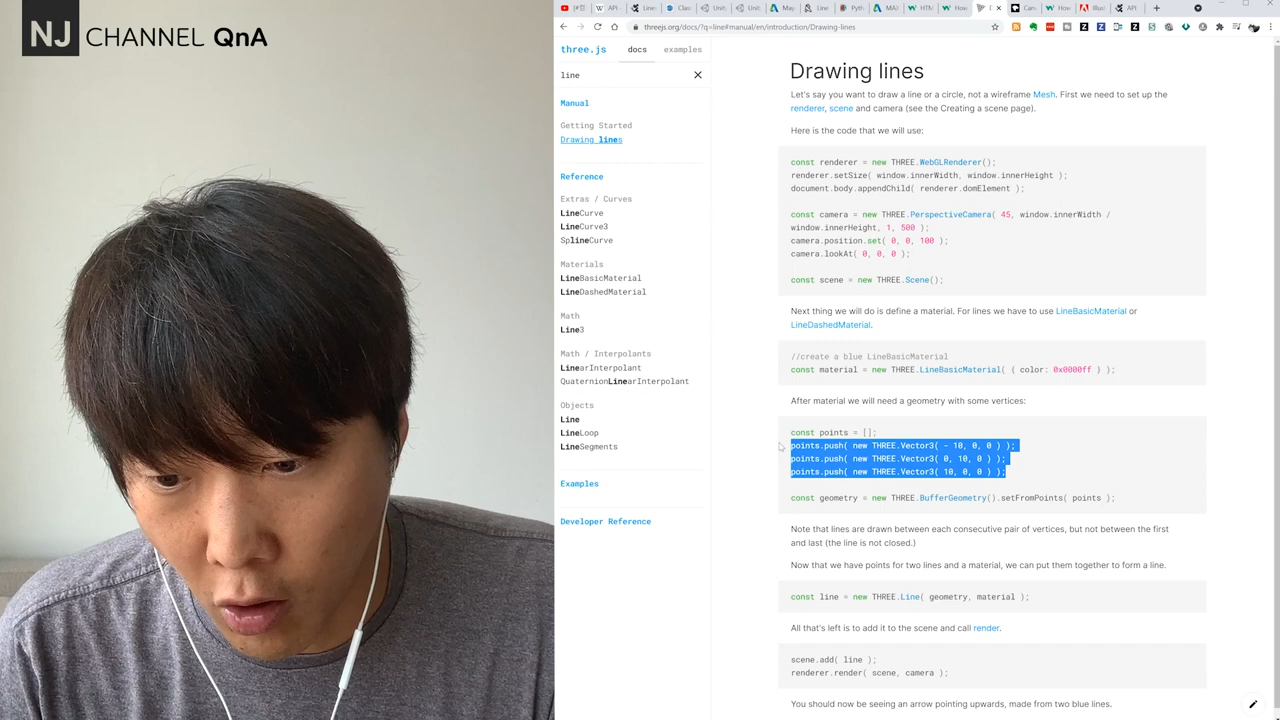 NJ CHANNEL QnA
Unit
Unit
May
Line
Pyth
MAX
HTM
How
D
Can
How
Illust
API
threejs.org/docs/?q=line#manual/en/introduction/Drawing-lines
three.js
docs
examples
line
Manual
Getting Started
Drawing lines
Reference
Extras / Curves
LineCurve
LineCurve3
SplineCurve
Materials
LineBasicMaterial
LineDashedMaterial
Math
Line3
Math / Interpolants
LinearInterpolant
QuaternionLinearInterpolant
Objects
Line
LineLoop
LineSegments
Examples
Developer Reference
Drawing lines
Let's say you want to draw a line or a circle, not a wireframe Mesh. First we need to set up the
renderer, scene and camera (see the Creating a scene page).
Here is the code that we will use:
const renderer = new THREE.WebGLRenderer();
renderer.setSize( window.innerWidth, window.innerHeight );
document.body.appendChild( renderer.domElement );
const camera = new THREE.PerspectiveCamera( 45, window.innerWidth /
window.innerHeight, 1, 500 );
camera.position.set( 0, 0, 100 );
camera.lookAt( 0, 0, 0 );
const scene = new THREE.Scene();
Next thing we will do is define a material. For lines we have to use LineBasicMaterial or
LineDashedMaterial.
//create a blue LineBasicMaterial
const material = new THREE.LineBasicMaterial( { color: 0x0000ff } );
After material we will need a geometry with some vertices:
const points = [];
points.push( new THREE.Vector3( - 10, 0, 0 ) );
points.push( new THREE.Vector3( 0, 10, 0 ) );
points.push( new THREE.Vector3( 10, 0, 0 ) );
const geometry = new THREE.BufferGeometry().setFromPoints( points );
Note that lines are drawn between each consecutive pair of vertices, but not between the first
and last (the line is not closed.)
Now that we have points for two lines and a material, we can put them together to form a line.
const line = new THREE.Line( geometry, material );
All that's left is to add it to the scene and call render.
scene.add( line );
renderer.render( scene, camera );
You should now be seeing an arrow pointing upwards, made from two blue lines.